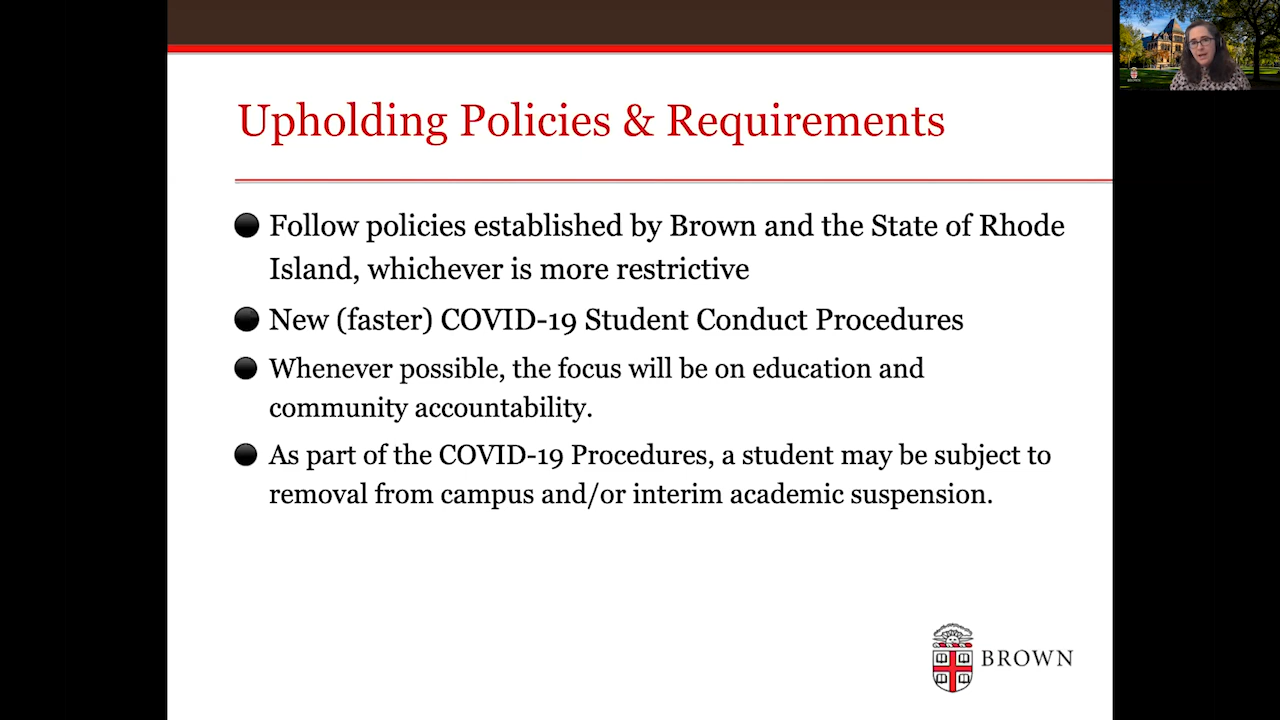 Upholding Policies & Requirements
Follow policies established by Brown and the State of Rhode
Island, whichever is more restrictive
New (faster) COVID-19 Student Conduct Procedures
Whenever possible, the focus will be on education and
community accountability.
As part of the COVID-19 Procedures, a student may be subject to
removal from campus and/or interim academic suspension.
BROWN